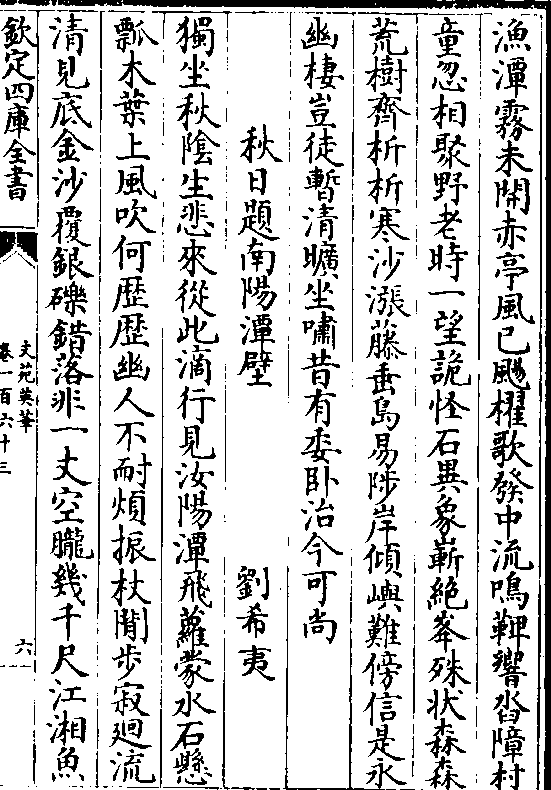 漁潭霧未開赤亭風已颺櫂歌發中流鳴鞞響沓障村
童忽相聚野老時一望詭怪石異象嶄絶峯殊状森森
荒樹齊析析寒沙漲藤垂島易陟岸傾嶼難傍信是永
幽棲豈徒暫清曠坐嘯昔有委卧治今可尚
秋日題南陽潭壁　劉希夷
獨坐秋陰生悲來從此滴行見汝陽潭飛蘿蒙水石懸
瓢木葉上風吹何歴歴幽人不耐煩振杖閒步寂迴流
清見底金沙覆銀礫錯落非一丈空朧幾千尺江湘魚
欽定四庫全書
文苑英華
卷一百六十三
六